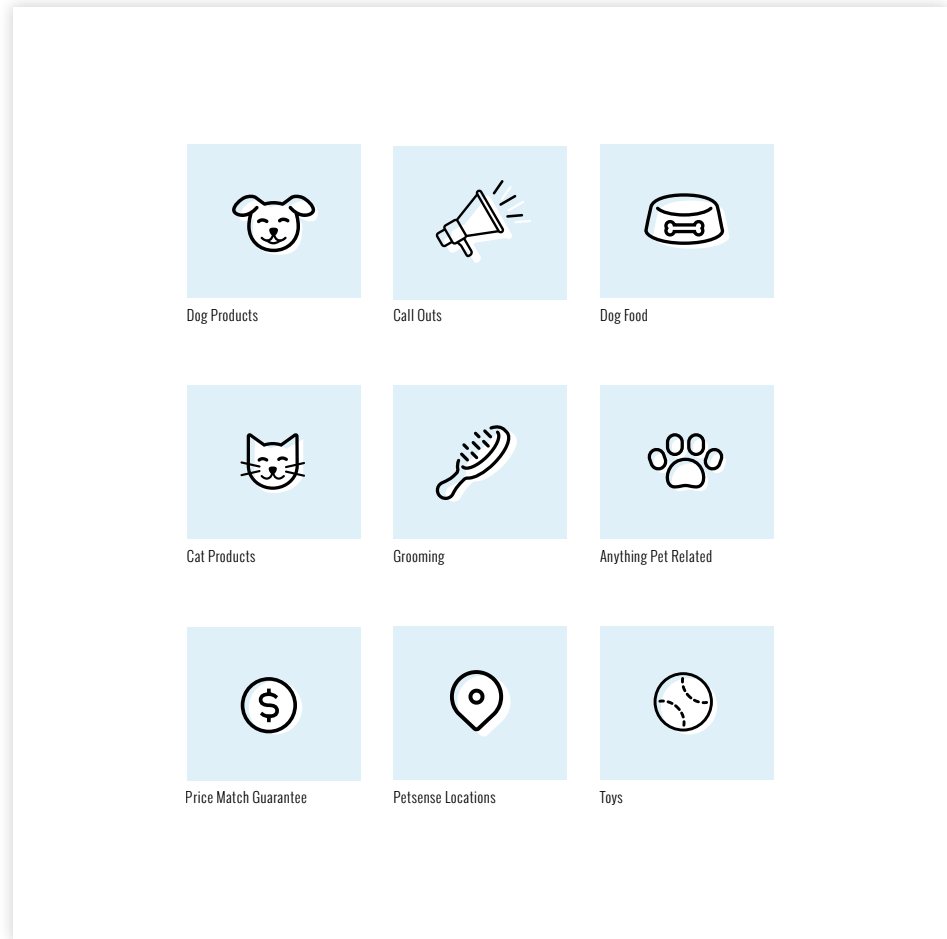 Dog Products
Call Outs
Dog Food
Cat Products
Grooming
Anything Pet Related
$
Price Match Guarantee
Petsense Locations
Toys